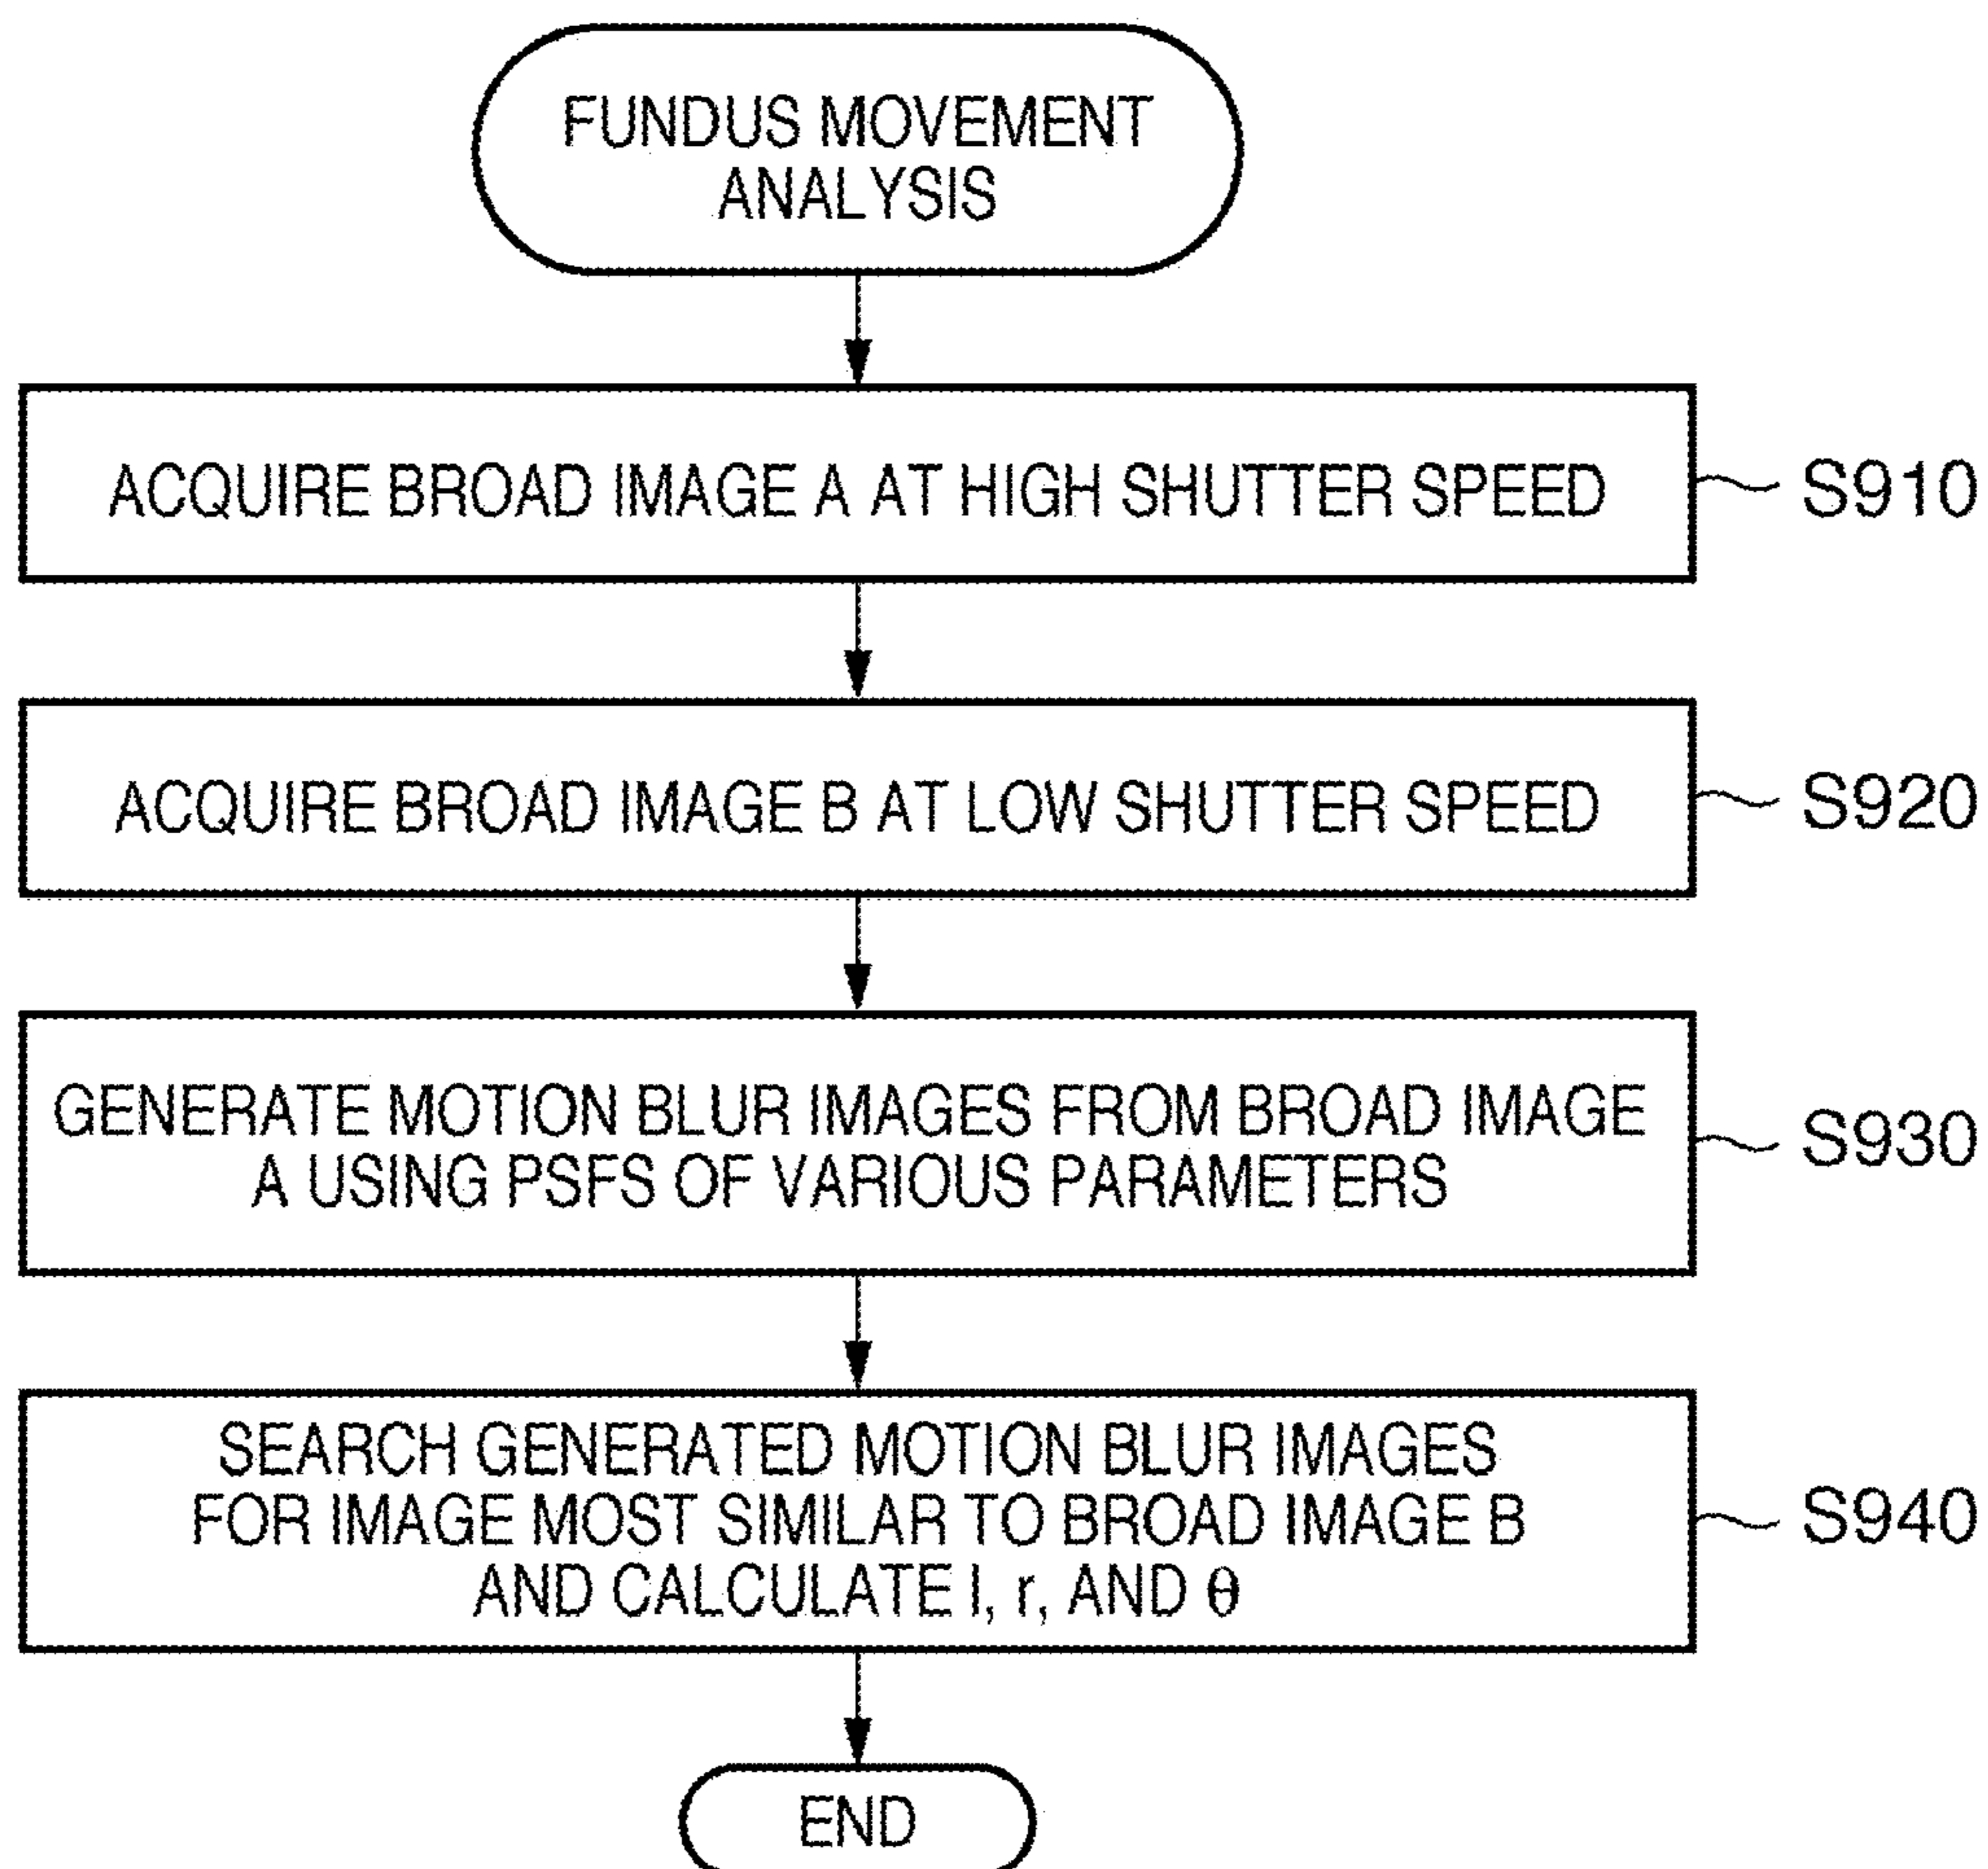 FUNDUS MOVEMENT
ANALYSIS
ACQUIRE BROAD IMAGE A AT HIGH SHUTTER SPEED
S910
ACQUIRE BROAD IMAGE B AT LOW SHUTTER SPEED
S920
GENERATE MOTION BLUR IMAGES FROM BROAD IMAGE
A USING PSFS OF VARIOUS PARAMETERS
S930
SEARCH GENERATED MOTION BLUR IMAGES
FOR IMAGE MOST SIMILAR TO BROAD IMAGE B
AND CALCULATE l, r, AND θ
S940
END